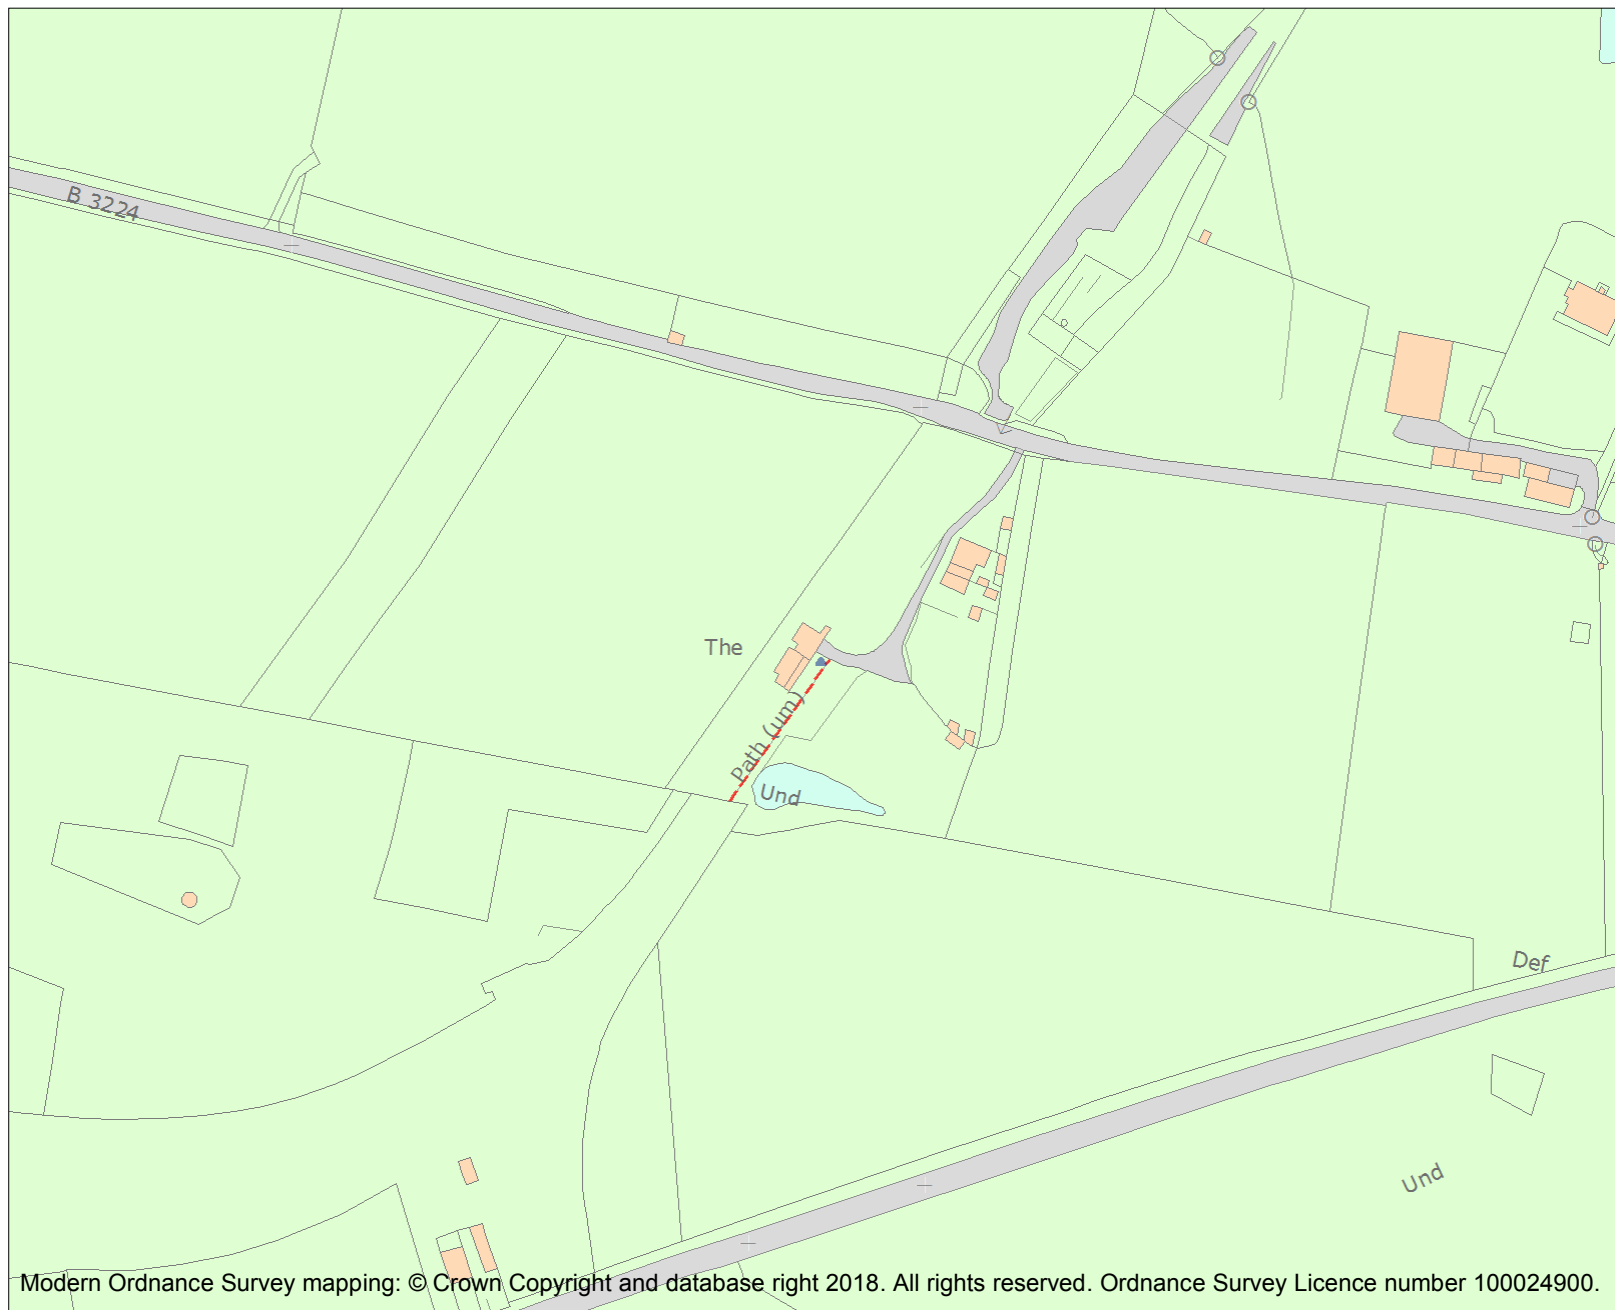 B 3224
The
Path (um)
Und
Def
Und
Modern Ordnance Survey mapping: © Crown Copyright and database right 2018. All rights reserved. Ordnance Survey Licence number 100024900.